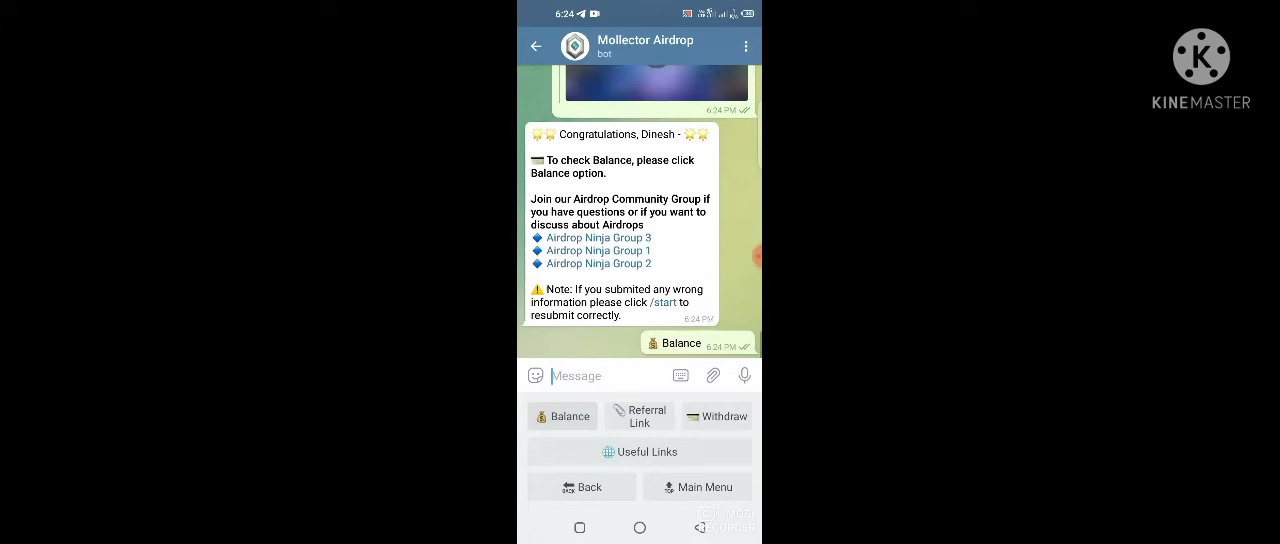 6:24
Mollector Airdrop
bot
6:24 PM
Congratulations, Dinesh -
To check Balance, please click
Balance option.
Join our Airdrop Community Group if
you have questions or if you want to
discuss about Airdrops
Airdrop Ninja Group 3
Airdrop Ninja Group 1
Airdrop Ninja Group 2
Note: If you submited any wrong
information please click /start to
resubmit correctly.
6:24 PM
Balance 6:24 PM
Message
Balance
Referral
Link
Withdraw
Useful Links
BACK Back
TOP Main Menu
RECORDER
KINEMASTER